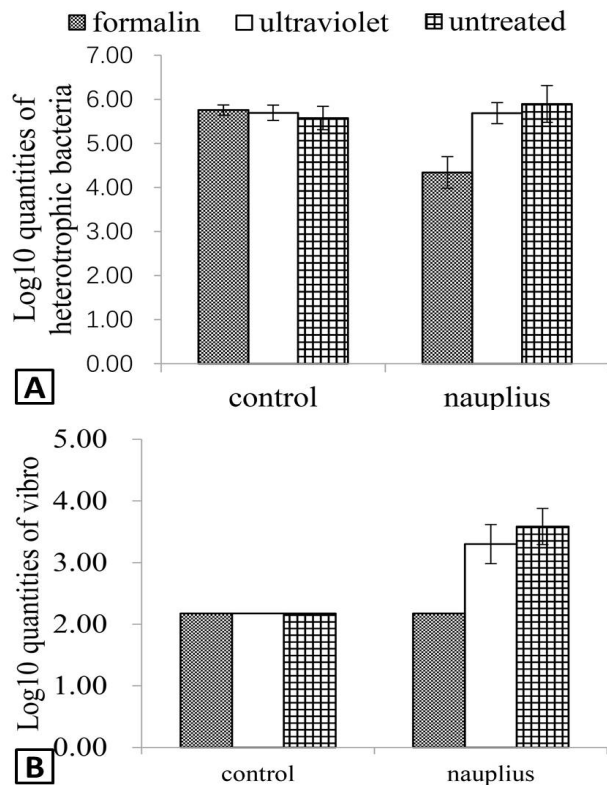 formalin ultraviolet untreated
7.00
6.00
5.00
4.00
3.00
2.00
1.00
0.00
Log10 quantities of
heterotrophic bacteria
control nauplius
A
5.00
4.00
3.00
2.00
1.00
0.00
Log10 quantities of vibro
control nauplius
B